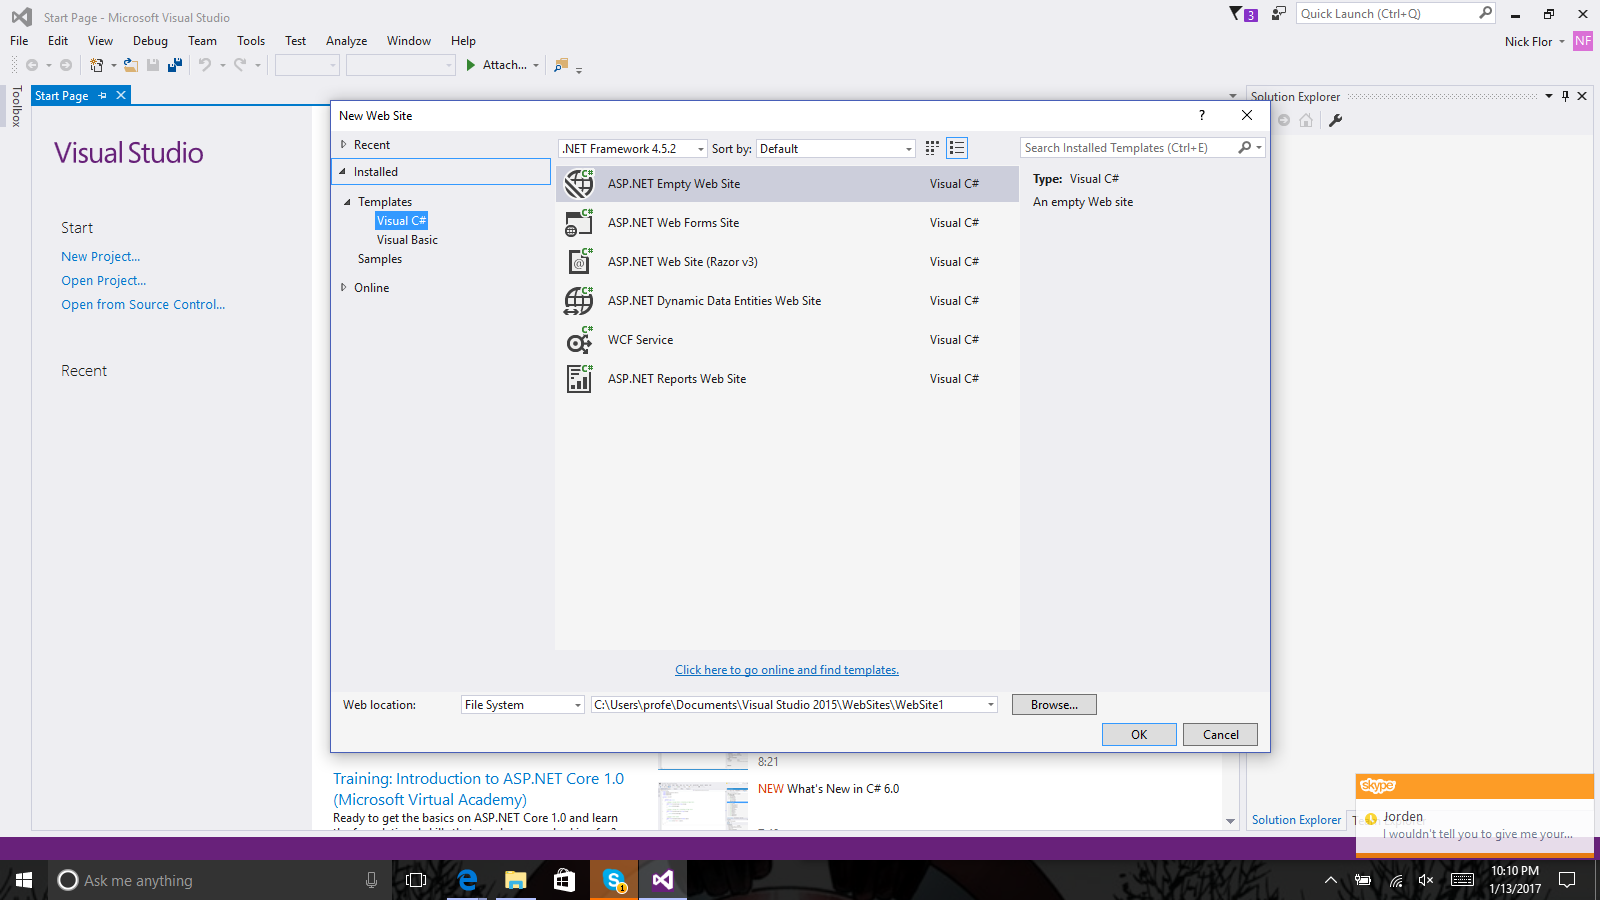 Start Page - Microsoft Visual Studio
3
Quick Launch (Ctrl+Q)
File Edit View Debug Team Tools Test Analyze Window Help
Nick Flor NF
Attach...
Toolbox
Start Page
Solution Explorer
Visual Studio
Start
New Project...
Open Project...
Open from Source Control...
Recent
New Web Site
?
Recent
Installed
Templates
Visual C#
Visual Basic
Samples
Online
.NET Framework 4.5.2 Sort by: Default
Search Installed Templates (Ctrl+E)
C# ASP.NET Empty Web Site Visual C#
C# ASP.NET Web Forms Site Visual C#
C# @ ASP.NET Web Site (Razor v3) Visual C#
C# ASP.NET Dynamic Data Entities Web Site Visual C#
C# WCF Service Visual C#
C# ASP.NET Reports Web Site Visual C#
Type: Visual C#
An empty Web site
Click here to go online and find templates.
Web location: File System C:\Users\profe\Documents\Visual Studio 2015\WebSites\WebSite1 Browse...
OK Cancel
8:21
Training: Introduction to ASP.NET Core 1.0
(Microsoft Virtual Academy)
Ready to get the basics on ASP.NET Core 1.0 and learn
NEW What's New in C# 6.0
Solution Explorer
skype
Jorden
I wouldn't tell you to give me your...
Ask me anything
1
10:10 PM
1/13/2017